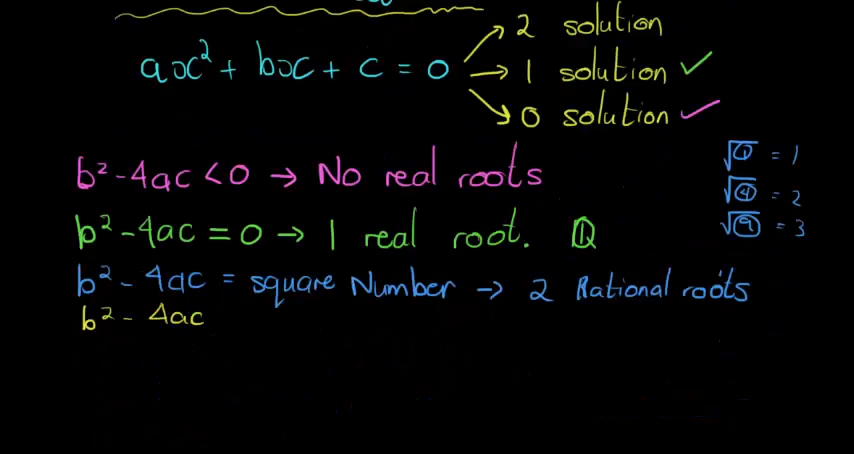 2 solution
ax² + bx + c = 0 → 1 solution ✓
0 solution ✓
b² - 4ac < 0 → No real roots
√1 = 1
√4 = 2
√9 = 3
b² - 4ac = 0 → 1 real root. ①
b² - 4ac = square Number → 2 Rational roots
b² - 4ac